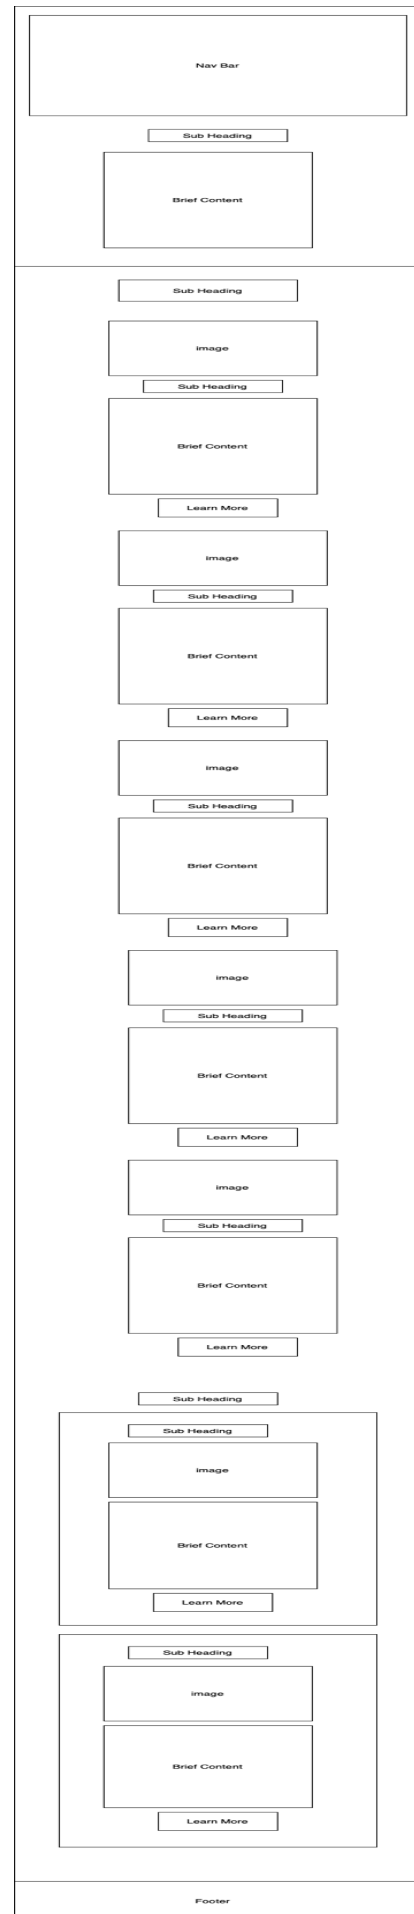 Nav Bar
Sub Heading
Brief Content
Sub Heading
image
Sub Heading
Brief Content
Learn More
image
Sub Heading
Brief Content
Learn More
image
Sub Heading
Brief Content
Learn More
image
Sub Heading
Brief Content
Learn More
image
Sub Heading
Brief Content
Learn More
Sub Heading
Sub Heading
image
Brief Content
Learn More
Sub Heading
image
Brief Content
Learn More
Footer